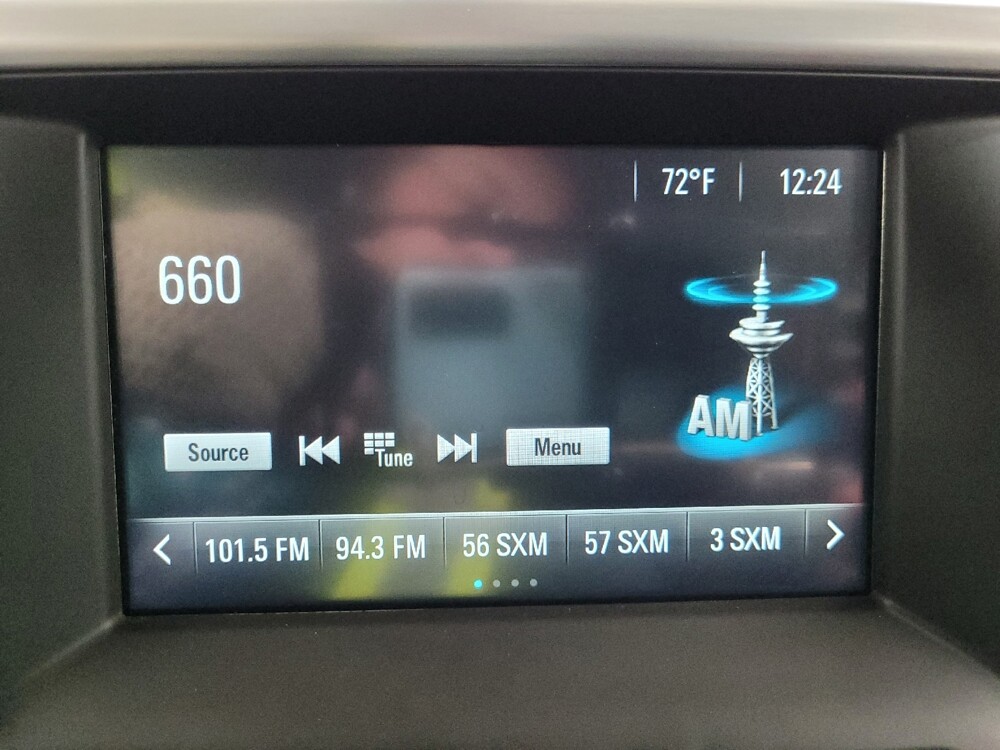 72°F 12:24
660
AM
Source Tune Menu
101.5 FM 94.3 FM 56 SXM 57 SXM 3 SXM